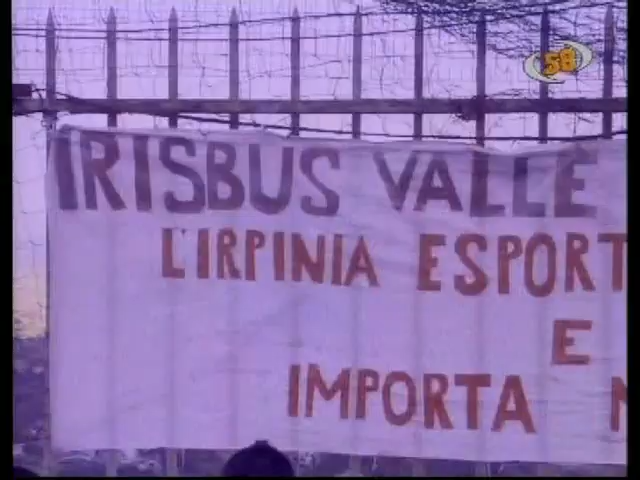 58
IRISBUS VALLE
L'IRPINIA ESPORT
E
IMPORTA